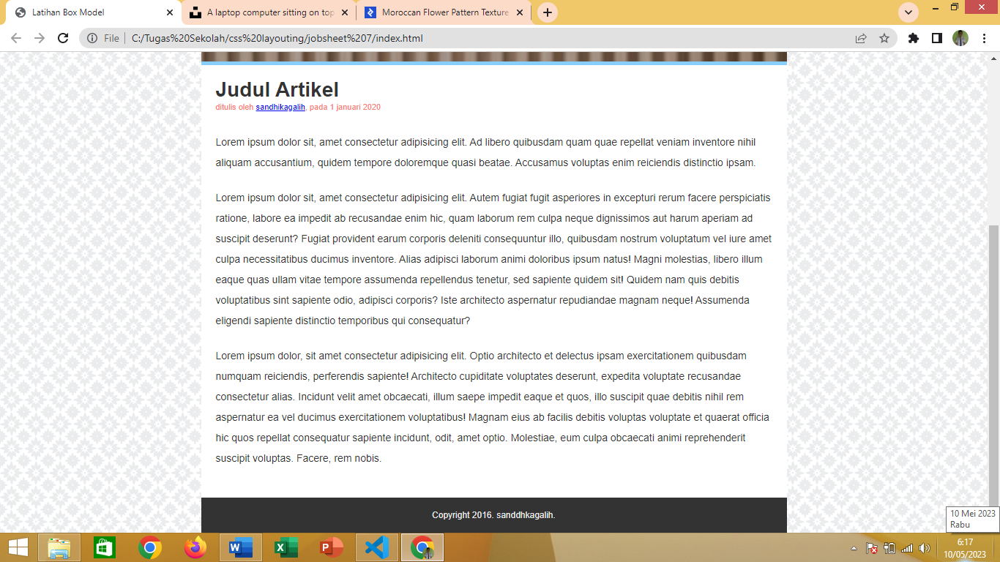 Latihan Box Model
A laptop computer sitting on top
Moroccan Flower Pattern Texture
File
C:/Tugas%20Sekolah/css%20layouting/jobsheet%207/index.html
Judul Artikel
ditulis oleh sandhikagalih, pada 1 januari 2020
Lorem ipsum dolor sit, amet consectetur adipisicing elit. Ad libero quibusdam quam quae repellat veniam inventore nihil
aliquam accusantium, quidem tempore doloremque quasi beatae. Accusamus voluptas enim reiciendis distinctio ipsam.
Lorem ipsum dolor sit, amet consectetur adipisicing elit. Autem fugiat fugit asperiores in excepturi rerum facere perspiciatis
ratione, labore ea impedit ab recusandae enim hic, quam laborum rem culpa neque dignissimos aut harum aperiam ad
suscipit deserunt? Fugiat provident earum corporis deleniti consequuntur illo, quibusdam nostrum voluptatum vel iure amet
culpa necessitatibus ducimus inventore. Alias adipisci laborum animi doloribus ipsum natus! Magni molestias, libero illum
eaque quas ullam vitae tempore assumenda repellendus tenetur, sed sapiente quidem sit! Quidem nam quis debitis
voluptatibus sint sapiente odio, adipisci corporis? Iste architecto aspernatur repudiandae magnam neque! Assumenda
eligendi sapiente distinctio temporibus qui consequatur?
Lorem ipsum dolor, sit amet consectetur adipisicing elit. Optio architecto et delectus ipsam exercitationem quibusdam
numquam reiciendis, perferendis sapiente! Architecto cupiditate voluptates deserunt, expedita voluptate recusandae
consectetur alias. Incidunt velit amet obcaecati, illum saepe impedit eaque et quos, illo suscipit quae debitis nihil rem
aspernatur ea vel ducimus exercitationem voluptatibus! Magnam eius ab facilis debitis voluptas voluptate et quaerat officia
hic quos repellat consequatur sapiente incidunt, odit, amet optio. Molestiae, eum culpa obcaecati animi reprehenderit
suscipit voluptas. Facere, rem nobis.
Copyright 2016. sanddhkagalih.
10 Mei 2023
Rabu
6:17
10/05/2023